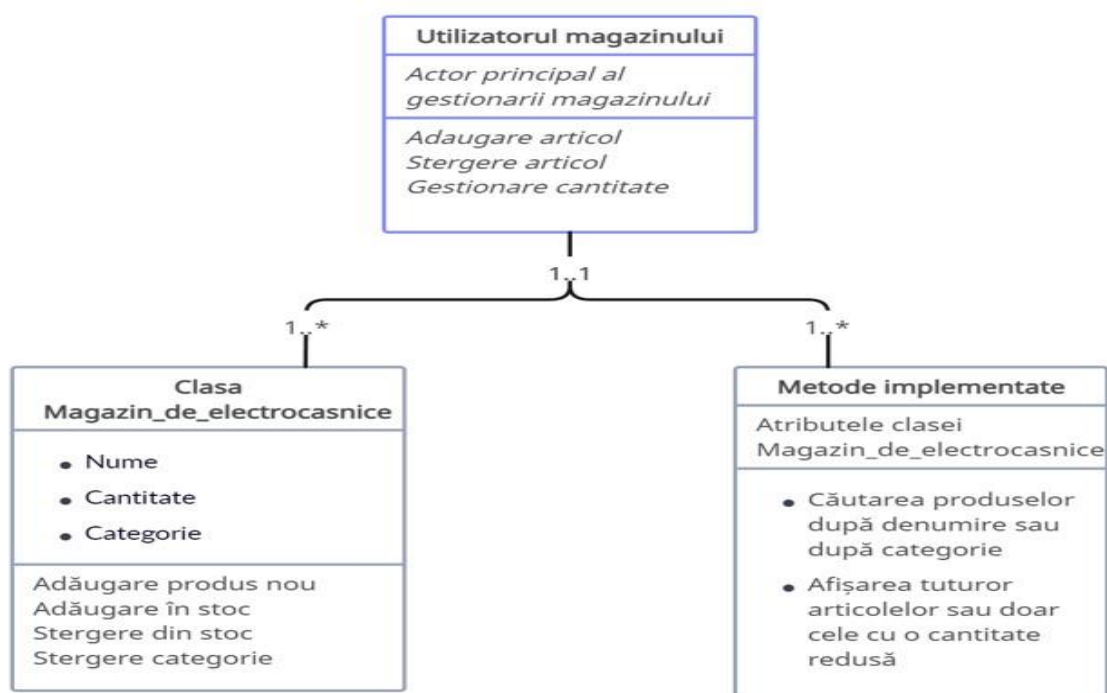 Utilizatorul magazinului
Actor principal al
gestionarii magazinului
Adaugare articol
Stergere articol
Gestionare cantitate
1..1
1..*
1..*
Clasa
Magazin_de_electrocasnice
• Nume
• Cantitate
• Categorie
Adăugare produs nou
Adăugare în stoc
Stergere din stoc
Stergere categorie
Metode implementate
Atributele clasei
Magazin_de_electrocasnice
• Căutarea produselor
după denumire sau
după categorie
• Afișarea tuturor
articolelor sau doar
cele cu o cantitate
redusă